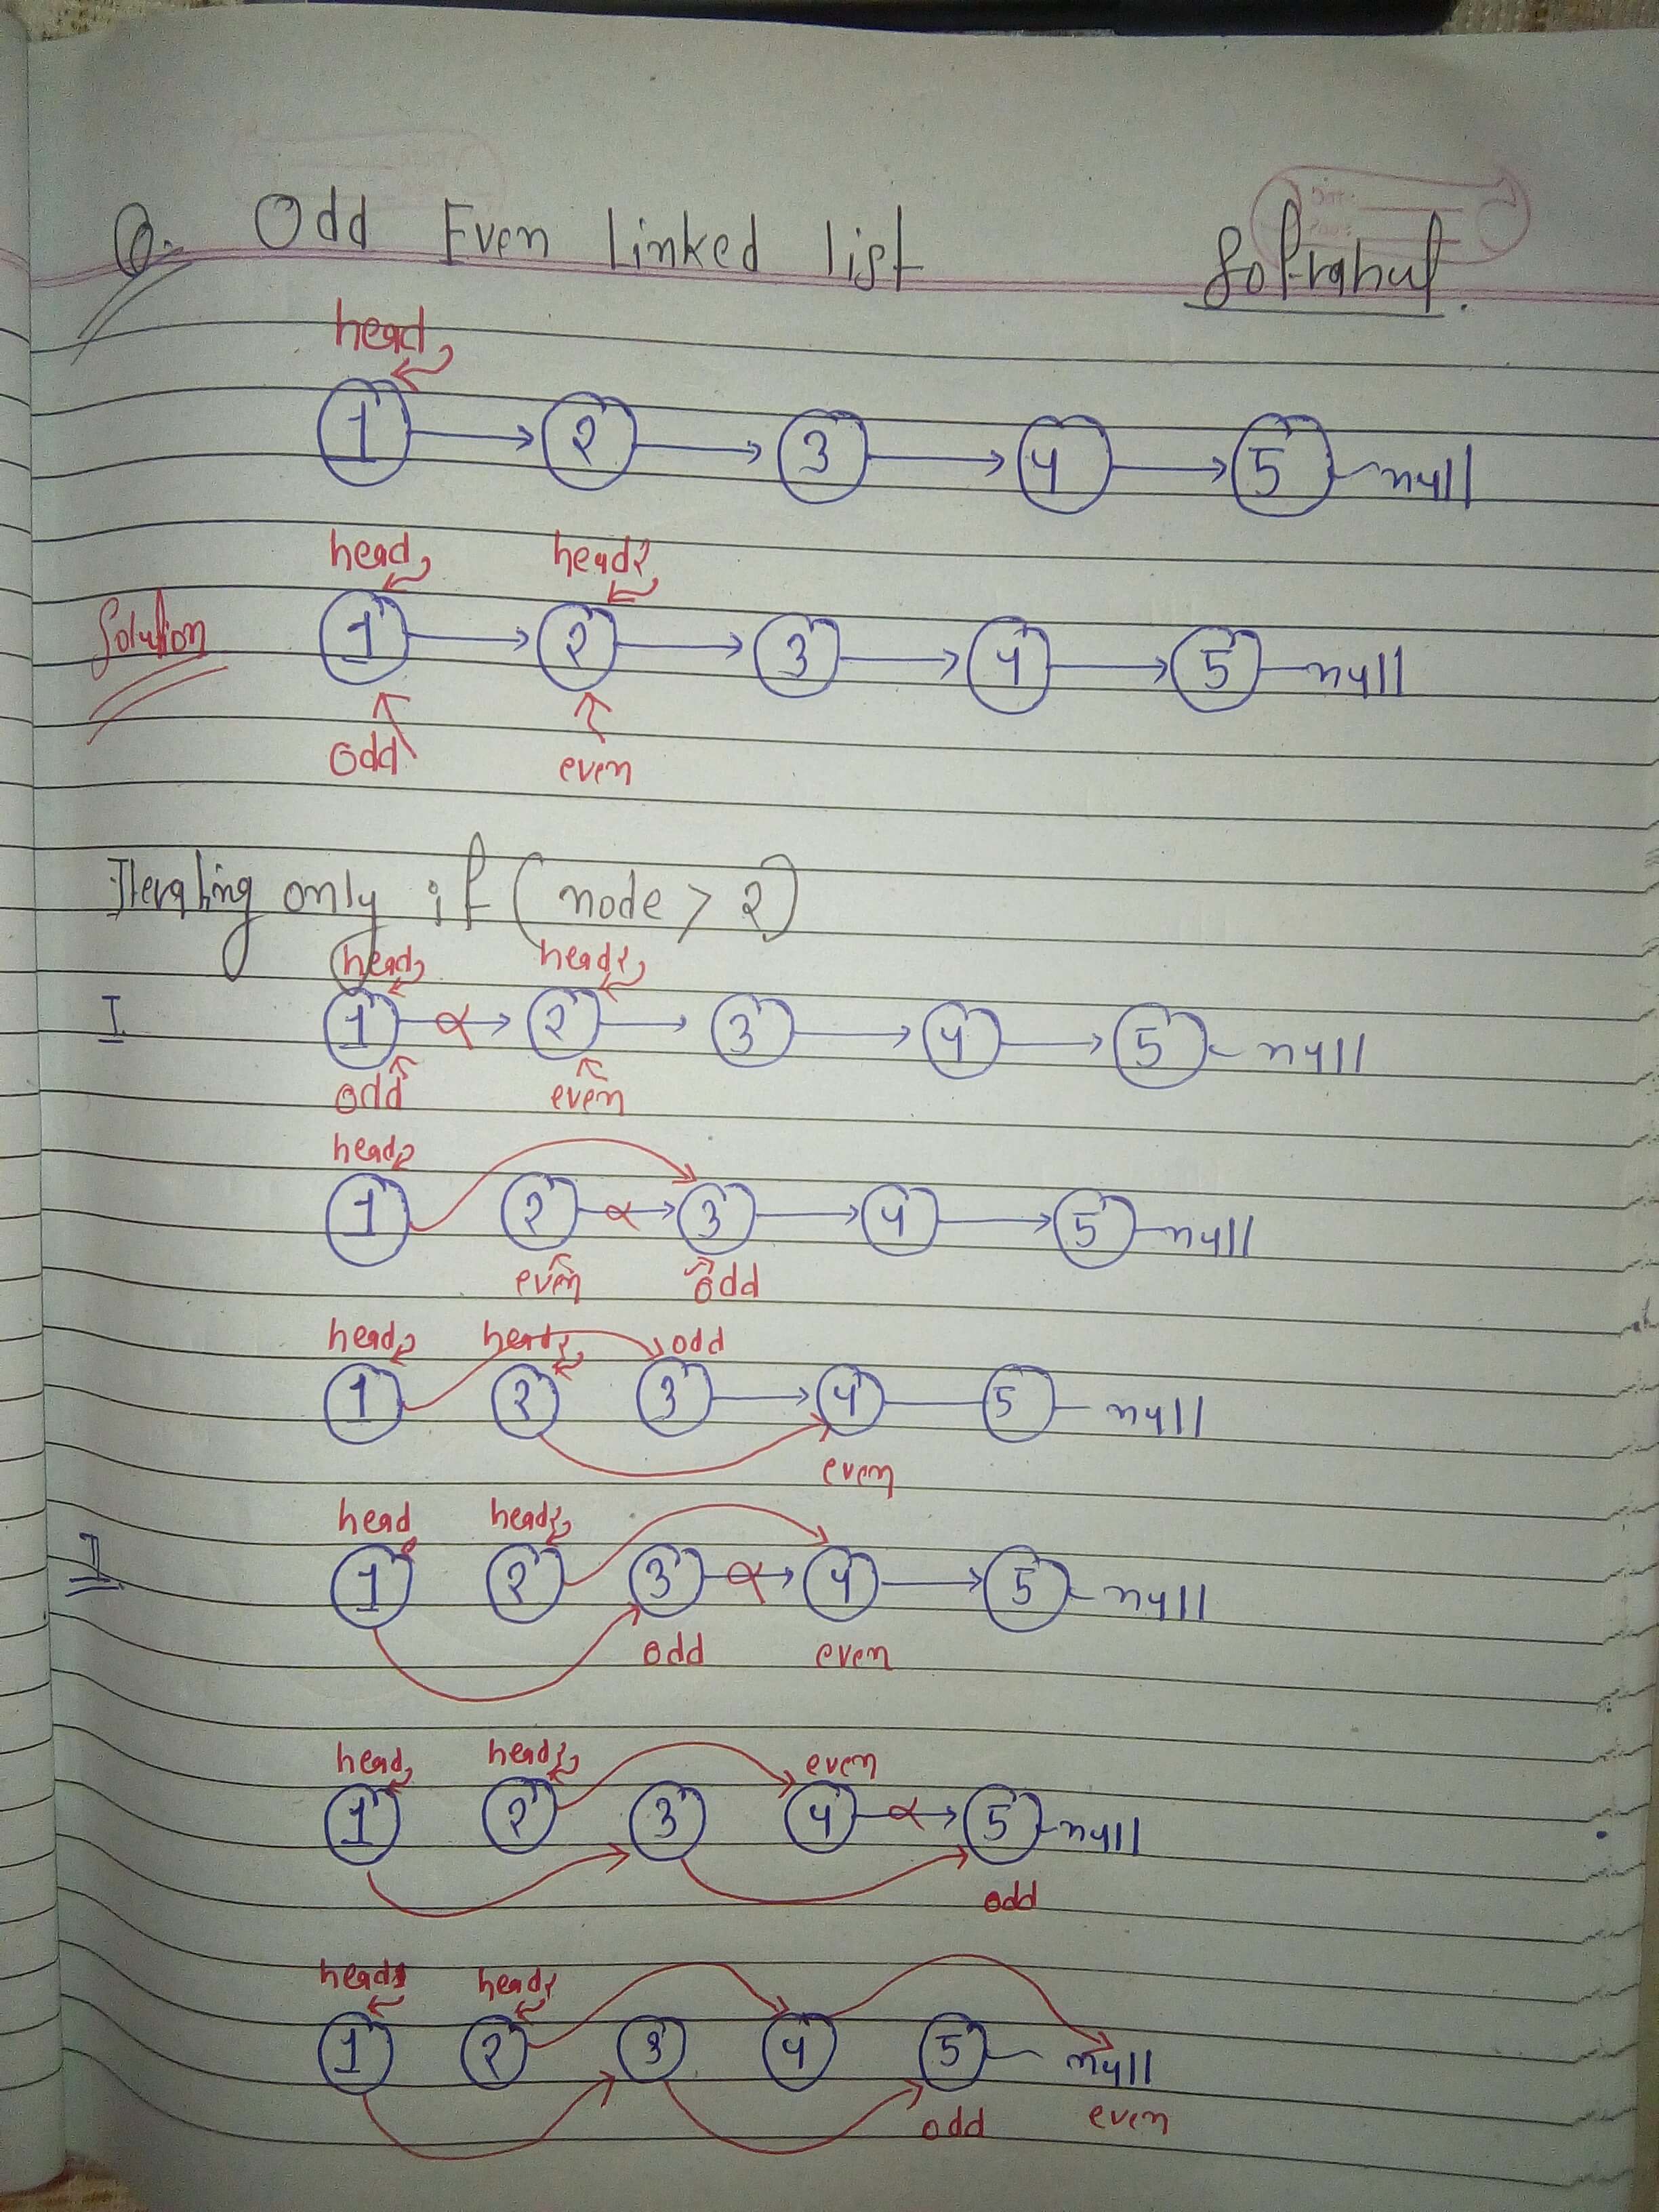 Q. Odd Even Linked list
Sofrahul.
head
1 2 3 4 5 null
head head2
Solution 1 2 3 4 5 null
odd even
Iterating only if (node > 2)
head head2
I 1 2 3 4 5 null
odd even
head
1 2 3 4 5 null
even odd
head head2 odd
1 2 3 4 5 null
even
head head2
I 1 2 3 4 5 null
odd even
head head2 even
1 2 3 4 5 null
odd
head head2
1 2 3 4 5 null
odd even